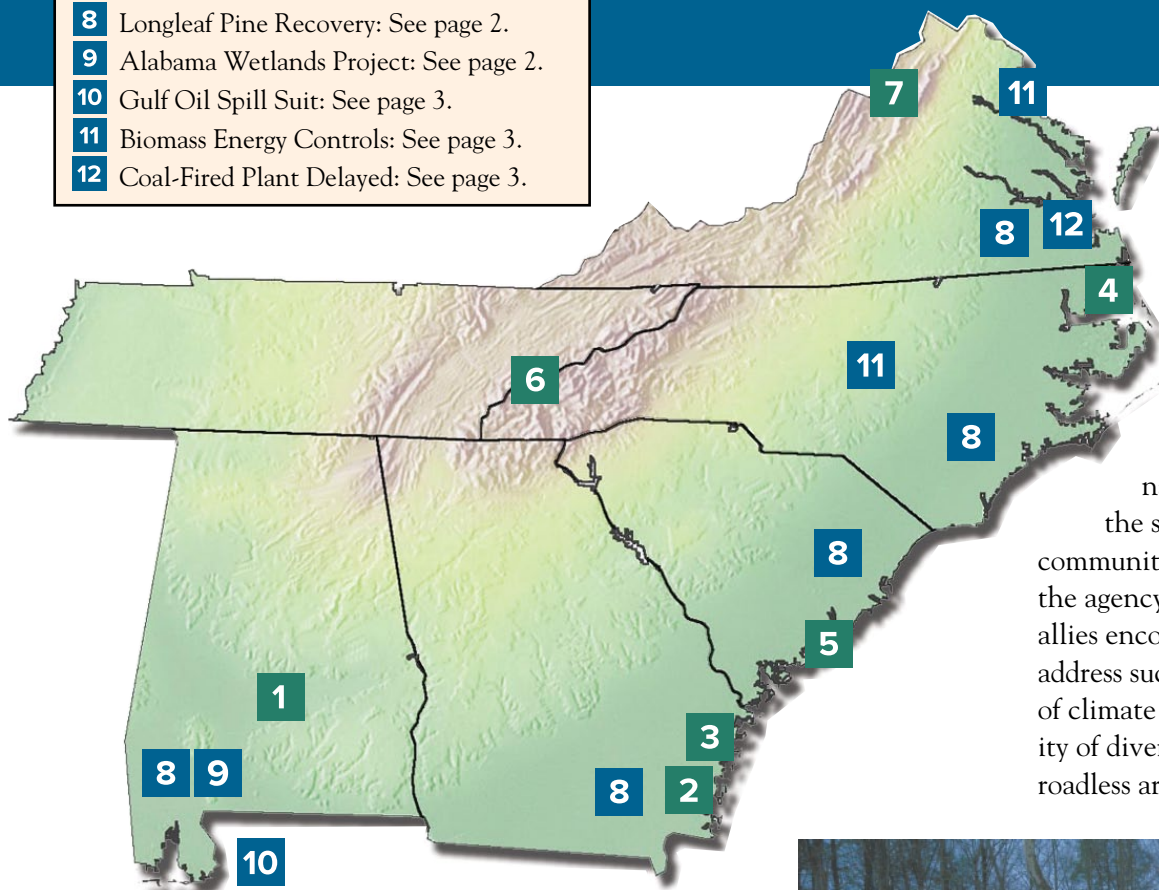 8 Longleaf Pine Recovery: See page 2.
9 Alabama Wetlands Project: See page 2.
10 Gulf Oil Spill Suit: See page 3.
11 Biomass Energy Controls: See page 3.
12 Coal-Fired Plant Delayed: See page 3.
7
11
8
12
4
11
6
8
8
5
1
3
8
9
8
2
10
n
the s
communit
the agency
allies enco
address suc
of climate
ity of diver
roadless ar